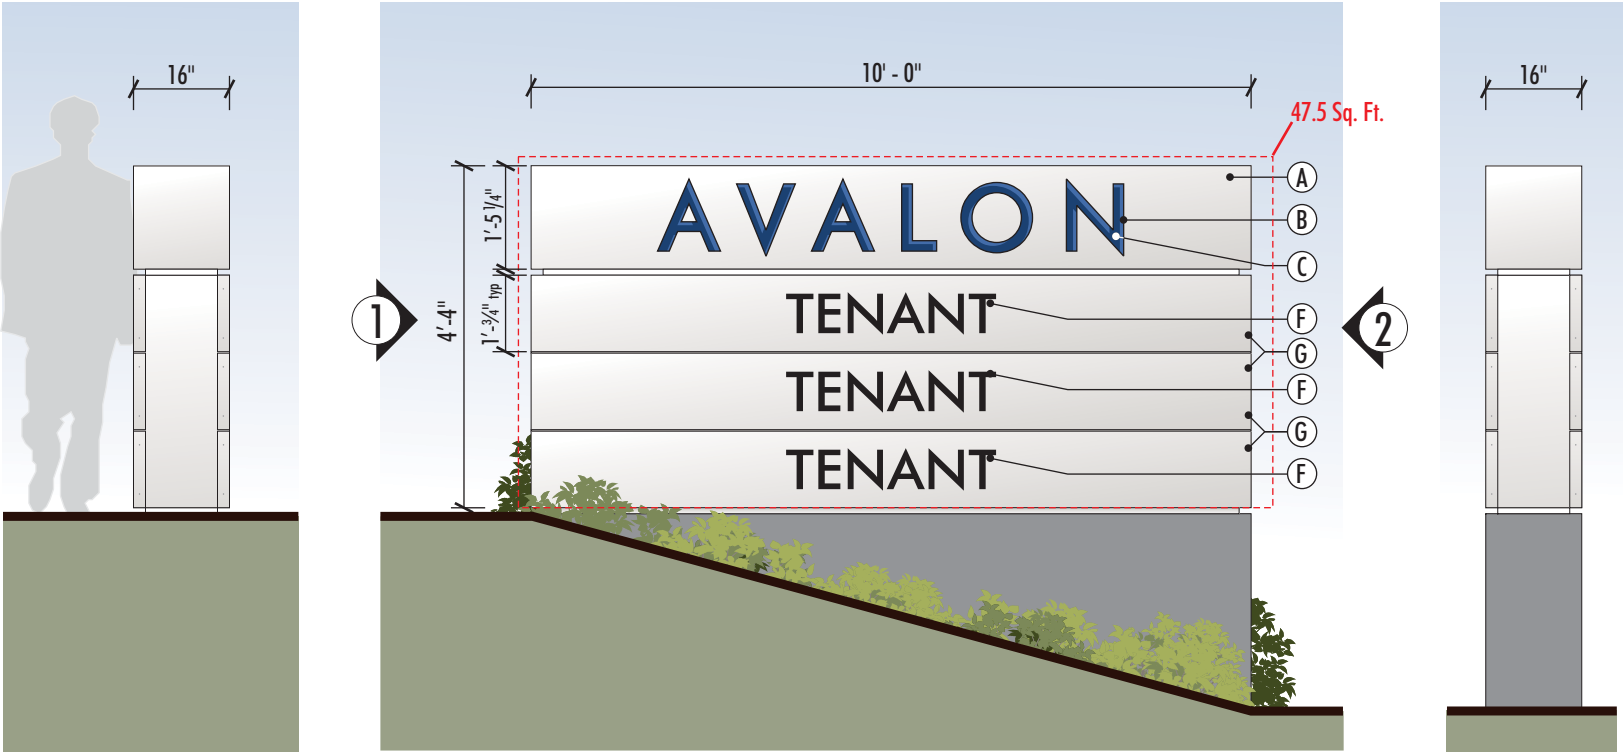 16"
10' - 0"
16"
47.5 Sq. Ft.
A
1'-5 1/4"
AVALON
B
C
1'-3/4" typ
4'-4"
1
TENANT
F
2
G
TENANT
F
G
TENANT
F